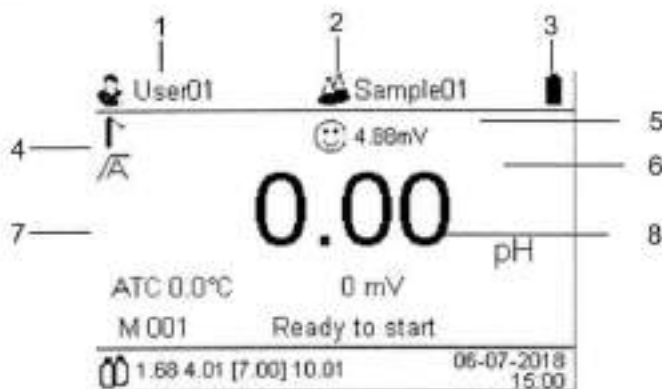 1 2 3
User01 Sample01
4 4.88mV 5
A 6
7 0.00 8
pH
ATC 0.0°C 0 mV
M 001 Ready to start
1.68 4.01 [7.00] 10.01 06-07-2018
15:00